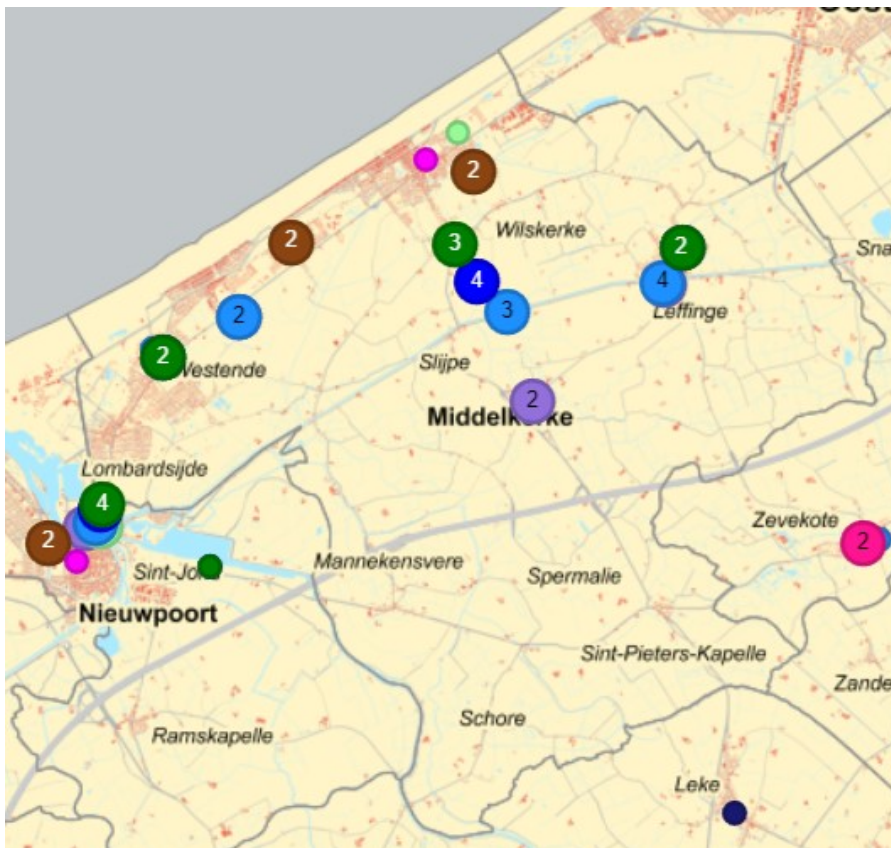 2
2
3
Wilskerke
2
Sna
4
4
Leffinge
3
2
2
Westende
Slijpe
2
Middelkerke
Lombardsijde
4
Zevekote
2
2
Mannekensvere
Spermalie
Nieuwpoort
Sint-Pieters-Kapelle
Zande
Schore
Ramskapelle
Leke